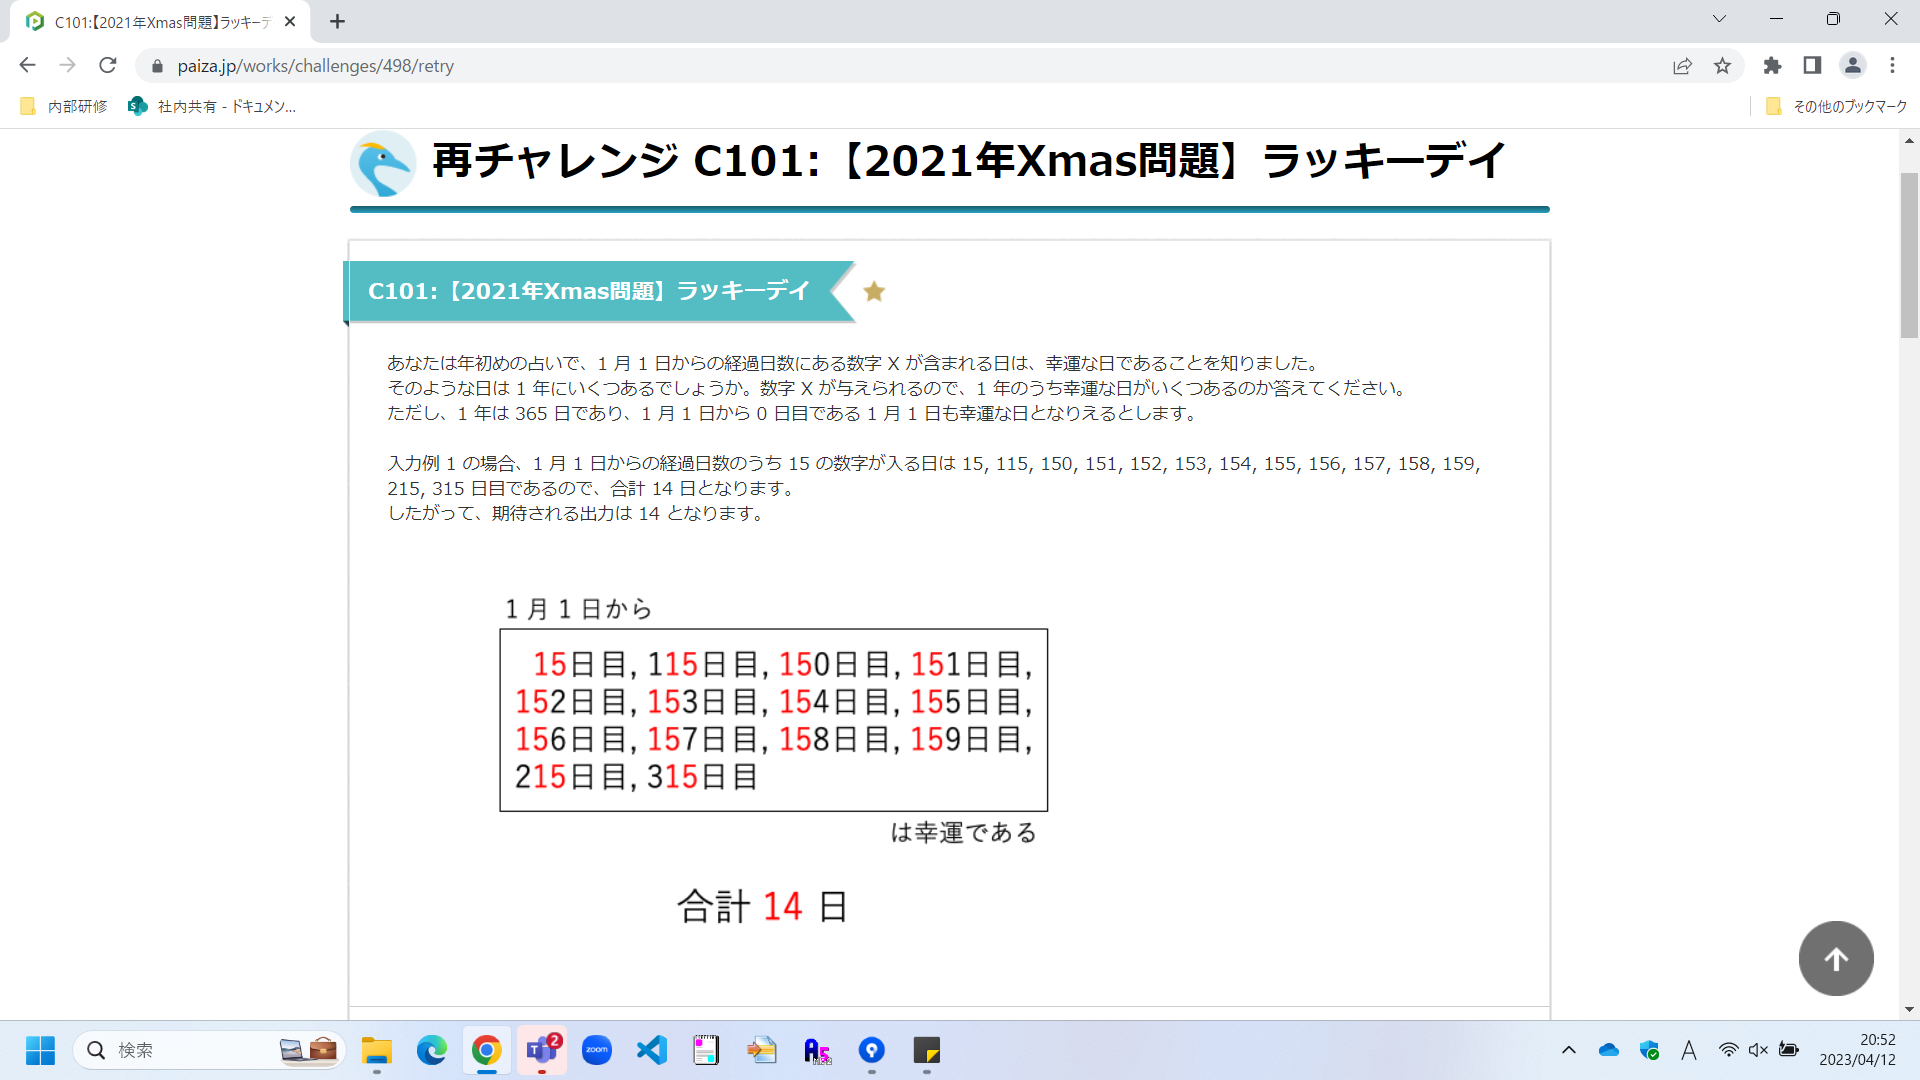 C101:【2021年Xmas問題】ラッキーデ
paiza.jp/works/challenges/498/retry
内部研修
社内共有 - ドキュメン...
その他のブックマーク
再チャレンジ C101:【2021年Xmas問題】ラッキーデイ
C101:【2021年Xmas問題】ラッキーデイ
あなたは年初めの占いで、1 月 1 日からの経過日数にある数字 X が含まれる日は、幸運な日であることを知りました。
そのような日は 1 年にいくつあるでしょうか。数字 X が与えられるので、1 年のうち幸運な日がいくつあるのか答えてください。
ただし、1 年は 365 日であり、1 月 1 日から 0 日目である 1 月 1 日も幸運な日となりえるとします。
入力例 1 の場合、1 月 1 日からの経過日数のうち 15 の数字が入る日は 15, 115, 150, 151, 152, 153, 154, 155, 156, 157, 158, 159,
215, 315 日目であるので、合計 14 日となります。
したがって、期待される出力は 14 となります。
1 月 1 日から
15日目, 115日目, 150日目, 151日目,
152日目, 153日目, 154日目, 155日目,
156日目, 157日目, 158日目, 159日目,
215日目, 315日目
は幸運である
合計 14 日
検索
2
zoom
A
20:52
2023/04/12